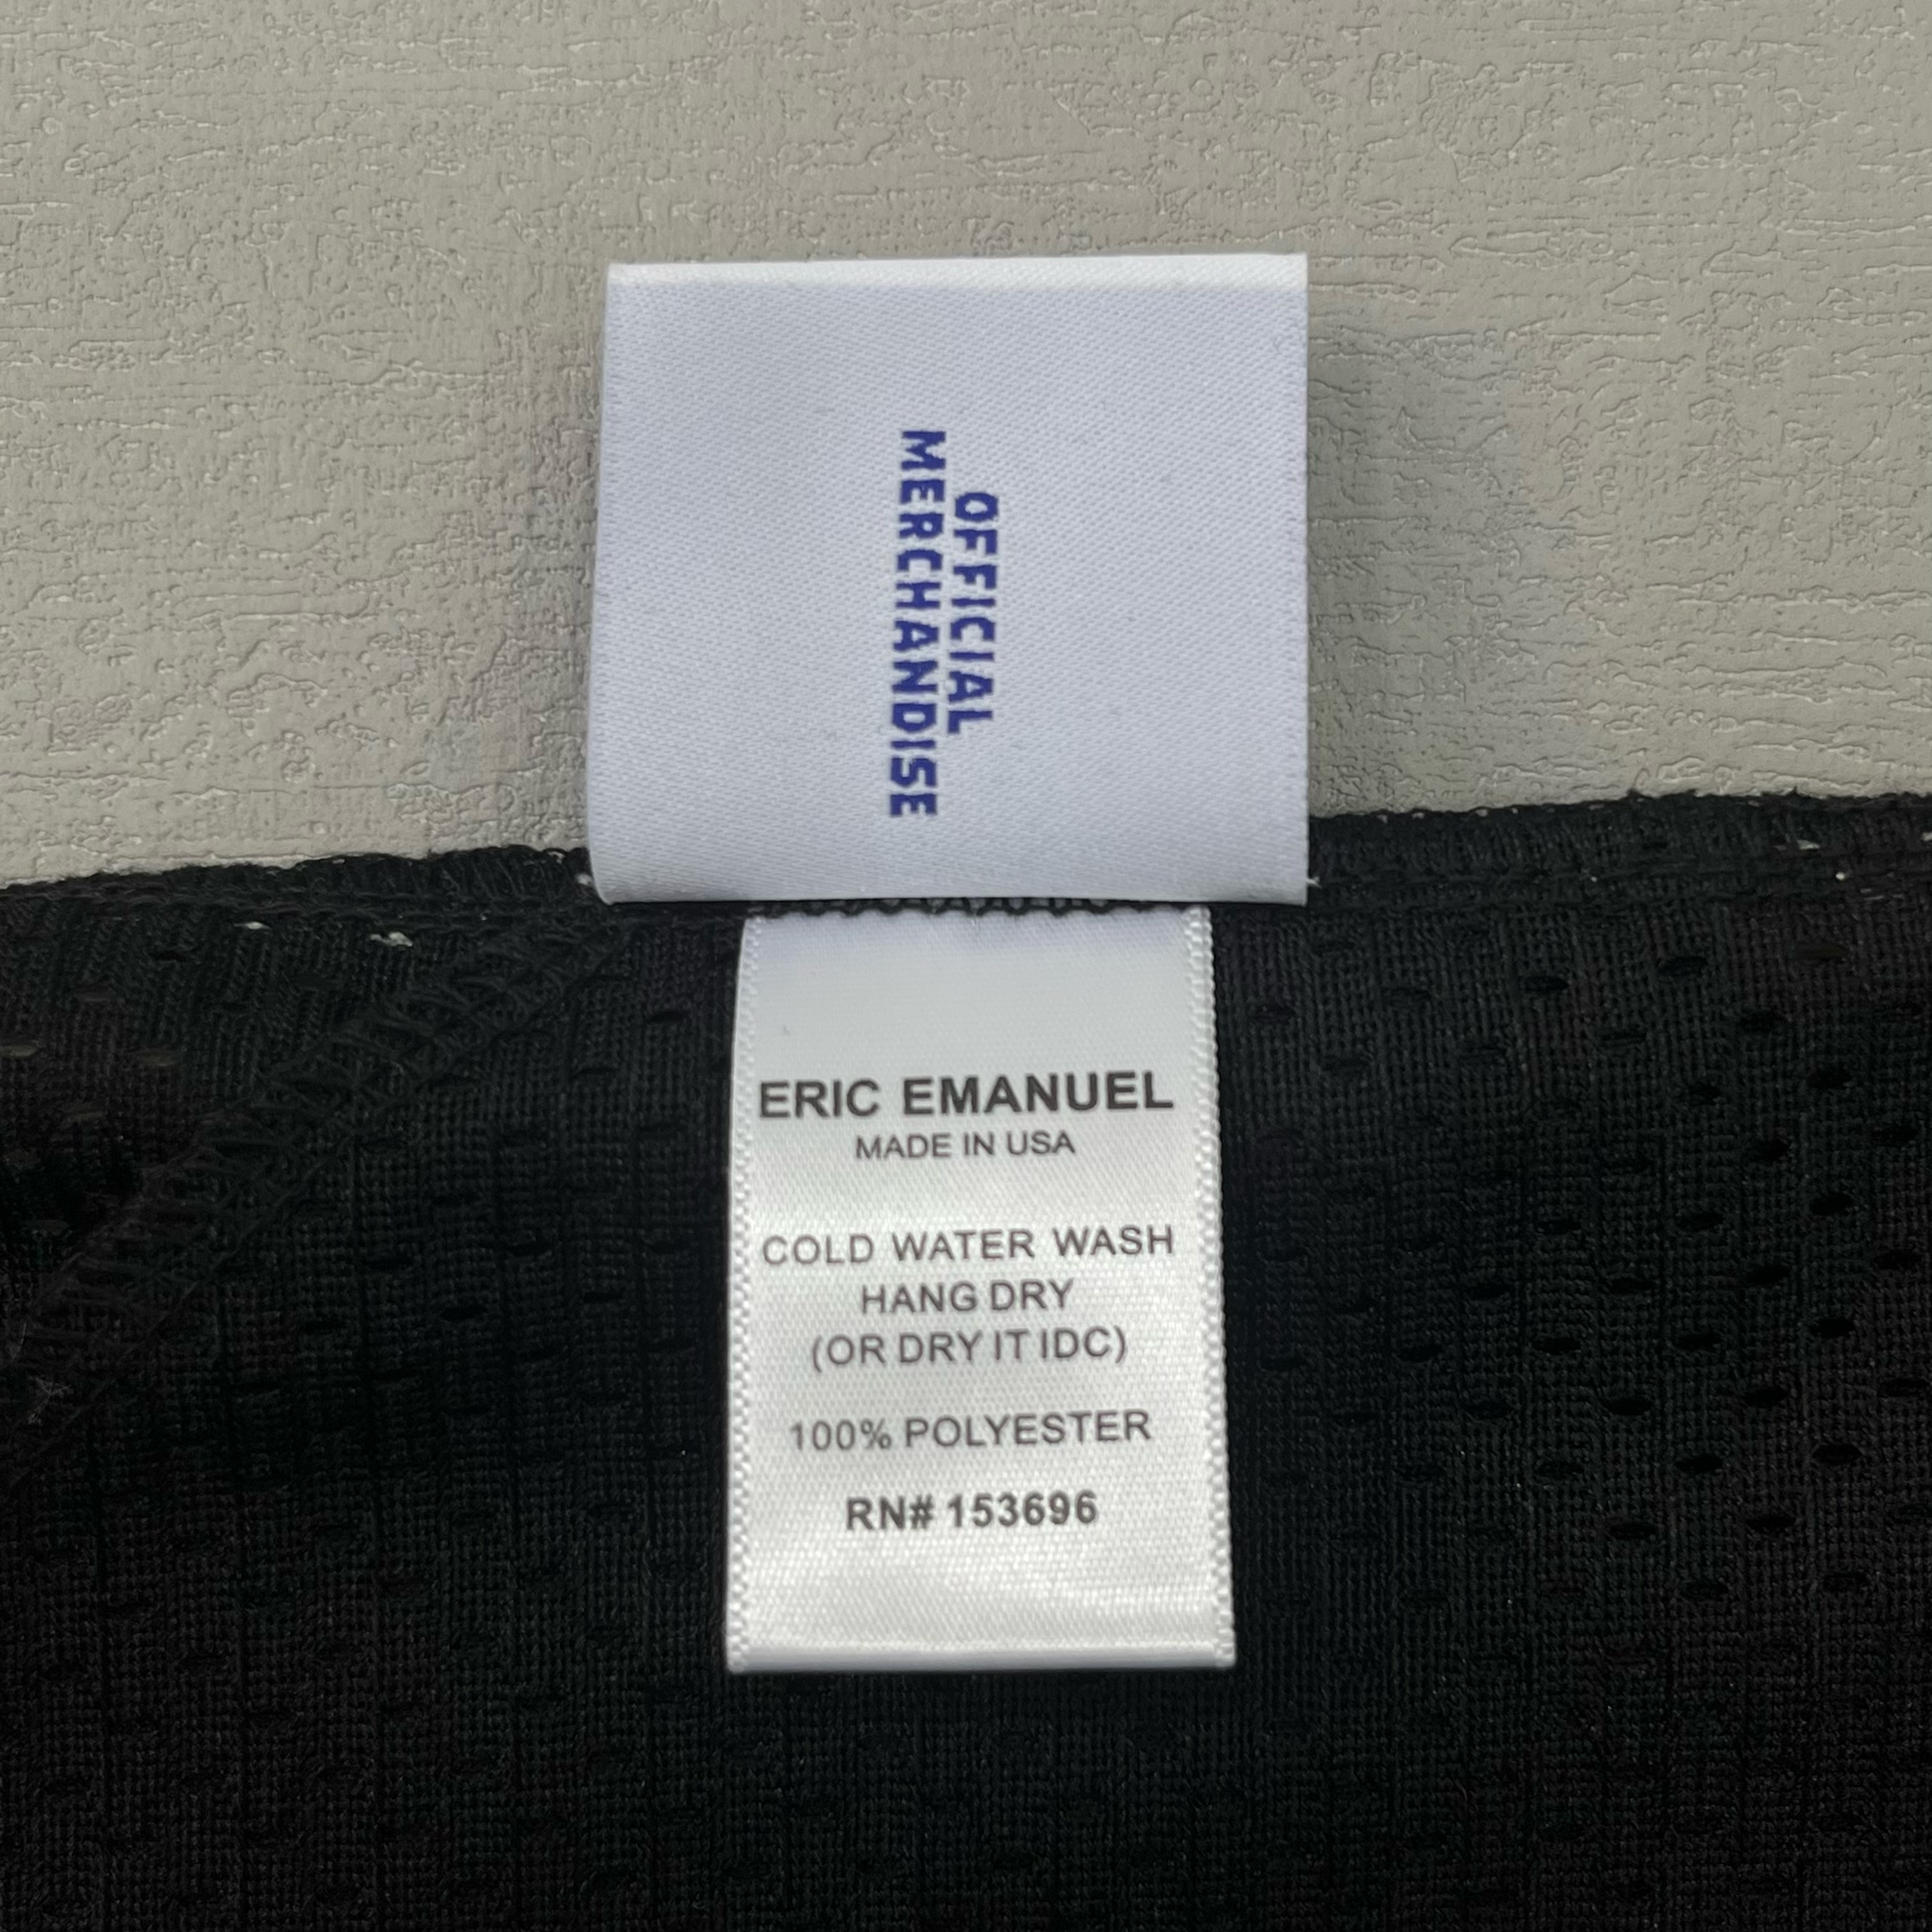 OFFICIAL
MERCHANDISE
ERIC EMANUEL
MADE IN USA
COLD WATER WASH
HANG DRY
(OR DRY IT IDC)
100% POLYESTER
RN# 153696